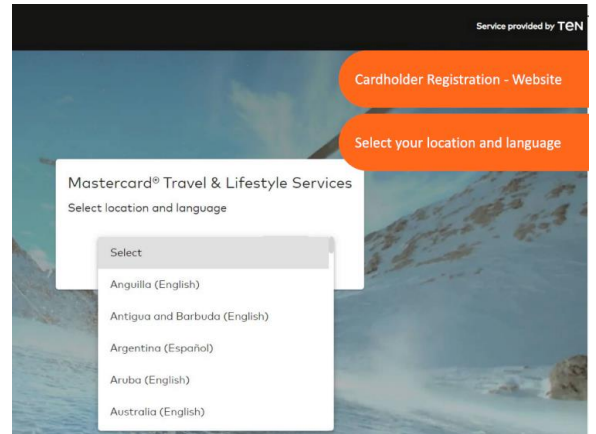 Service provided by TEN
Cardholder Registration - Website
Select your location and language
Mastercard® Travel & Lifestyle Services
Select location and language
Select
Anguilla (English)
Antigua and Barbuda (English)
Argentina (Español)
Aruba (English)
Australia (English)